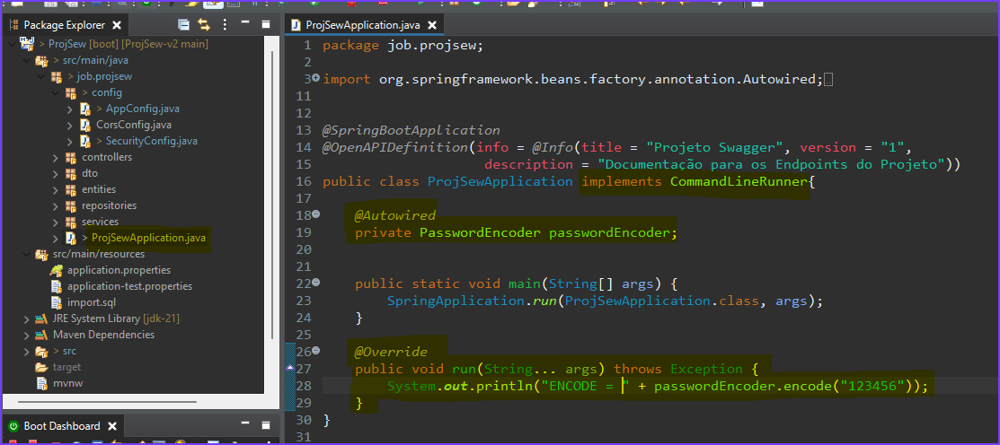 Package Explorer
ProjSew [boot] [ProjSew-v2 main]
src/main/java
job.projsew
config
AppConfig.java
CorsConfig.java
SecurityConfig.java
controllers
dto
entities
repositories
services
ProjSewApplication.java
src/main/resources
application.properties
application-test.properties
import.sql
JRE System Library [jdk-21]
Maven Dependencies
src
target
mvnw
Boot Dashboard
ProjSewApplication.java
1 package job.projsew;
2
3 import org.springframework.beans.factory.annotation.Autowired;
11
12
13 @SpringBootApplication
14 @OpenAPIDefinition(info = @Info(title = "Projeto Swagger", version = "1",
15 description = "Documentação para os Endpoints do Projeto"))
16 public class ProjSewApplication implements CommandLineRunner{
17
18 @Autowired
19 private PasswordEncoder passwordEncoder;
20
21
22 public static void main(String[] args) {
23 SpringApplication.run(ProjSewApplication.class, args);
24 }
25
26 @Override
27 public void run(String... args) throws Exception {
28 System.out.println("ENCODE = " + passwordEncoder.encode("123456"));
29 }
30 }
31